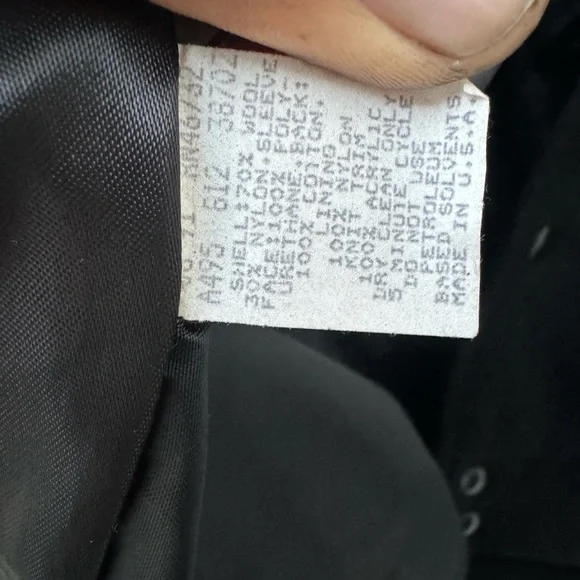 A495 612 38702
SHELL:70% WOOL
30% NYLON.SLEEVE
FACE:100% POLY-
URETHANE.BACK:
100% COTTON.
LINING
100% NYLON
KNIT TRIM
100% ACRYLIC
DRY CLEAN ONLY
5 MINUTE CYCLE
DO NOT USE
PETROLEUM
BASED SOLVENTS
MADE IN U.S.A.